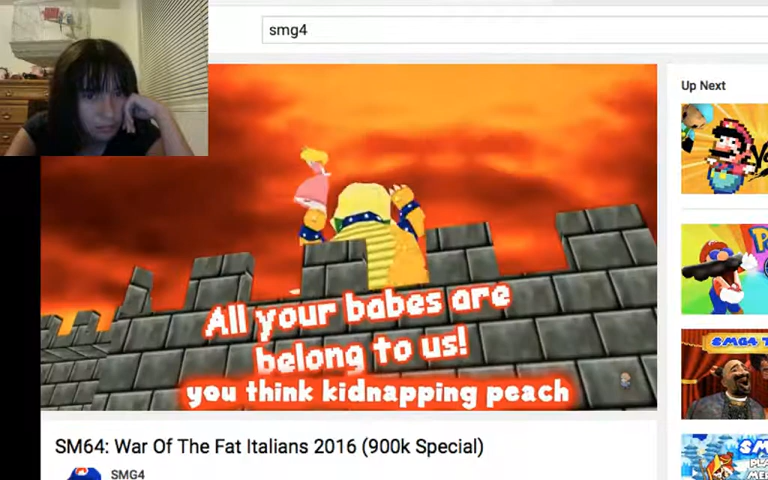 smg4
Up Next
All your babes are
belong to us!
you think kidnapping peach
SM64: War Of The Fat Italians 2016 (900k Special)
SMG4